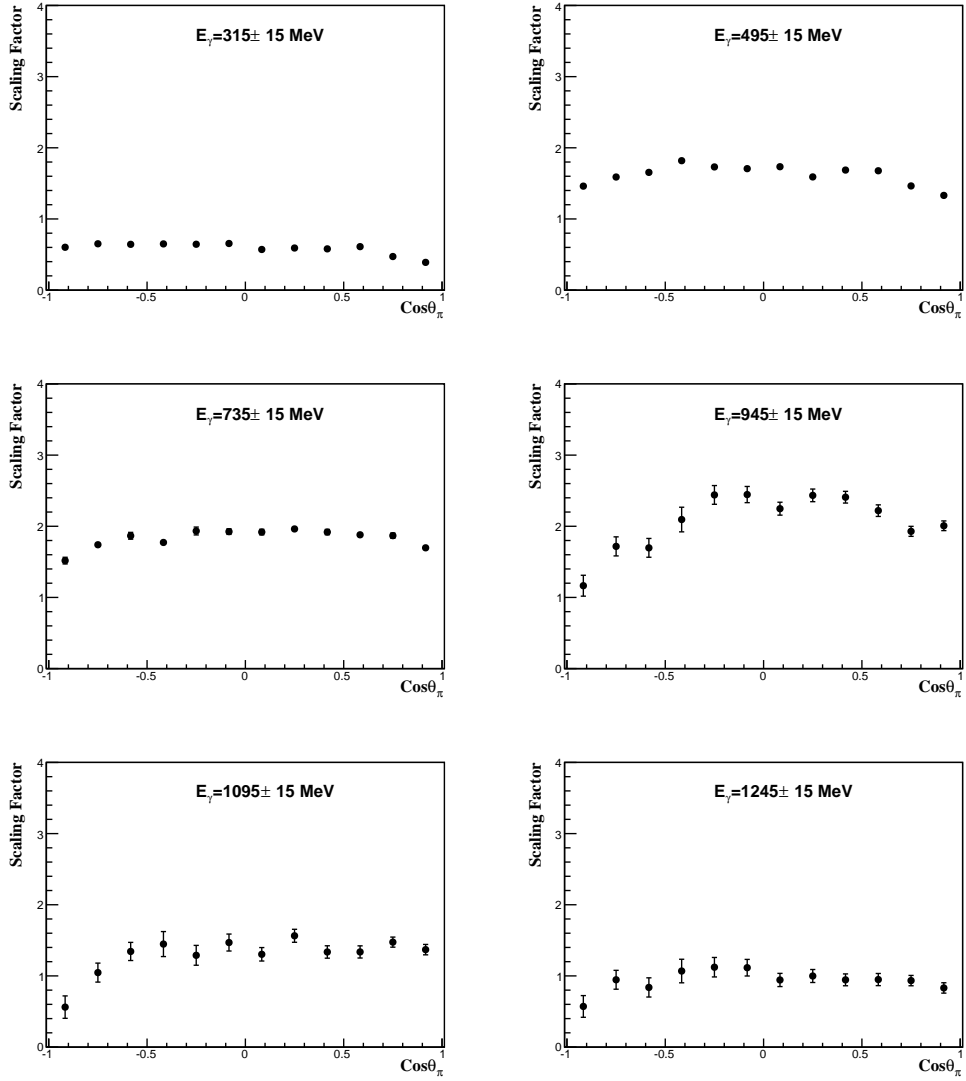 Scaling Factor
E_γ=315± 15 MeV
4
3
2
1
0
-1 -0.5 0 0.5 1
Cosθ_π
Scaling Factor
E_γ=495± 15 MeV
4
3
2
1
0
-1 -0.5 0 0.5 1
Cosθ_π
Scaling Factor
E_γ=735± 15 MeV
4
3
2
1
0
-1 -0.5 0 0.5 1
Cosθ_π
Scaling Factor
E_γ=945± 15 MeV
4
3
2
1
0
-1 -0.5 0 0.5 1
Cosθ_π
Scaling Factor
E_γ=1095± 15 MeV
4
3
2
1
0
-1 -0.5 0 0.5 1
Cosθ_π
Scaling Factor
E_γ=1245± 15 MeV
4
3
2
1
0
-1 -0.5 0 0.5 1
Cosθ_π